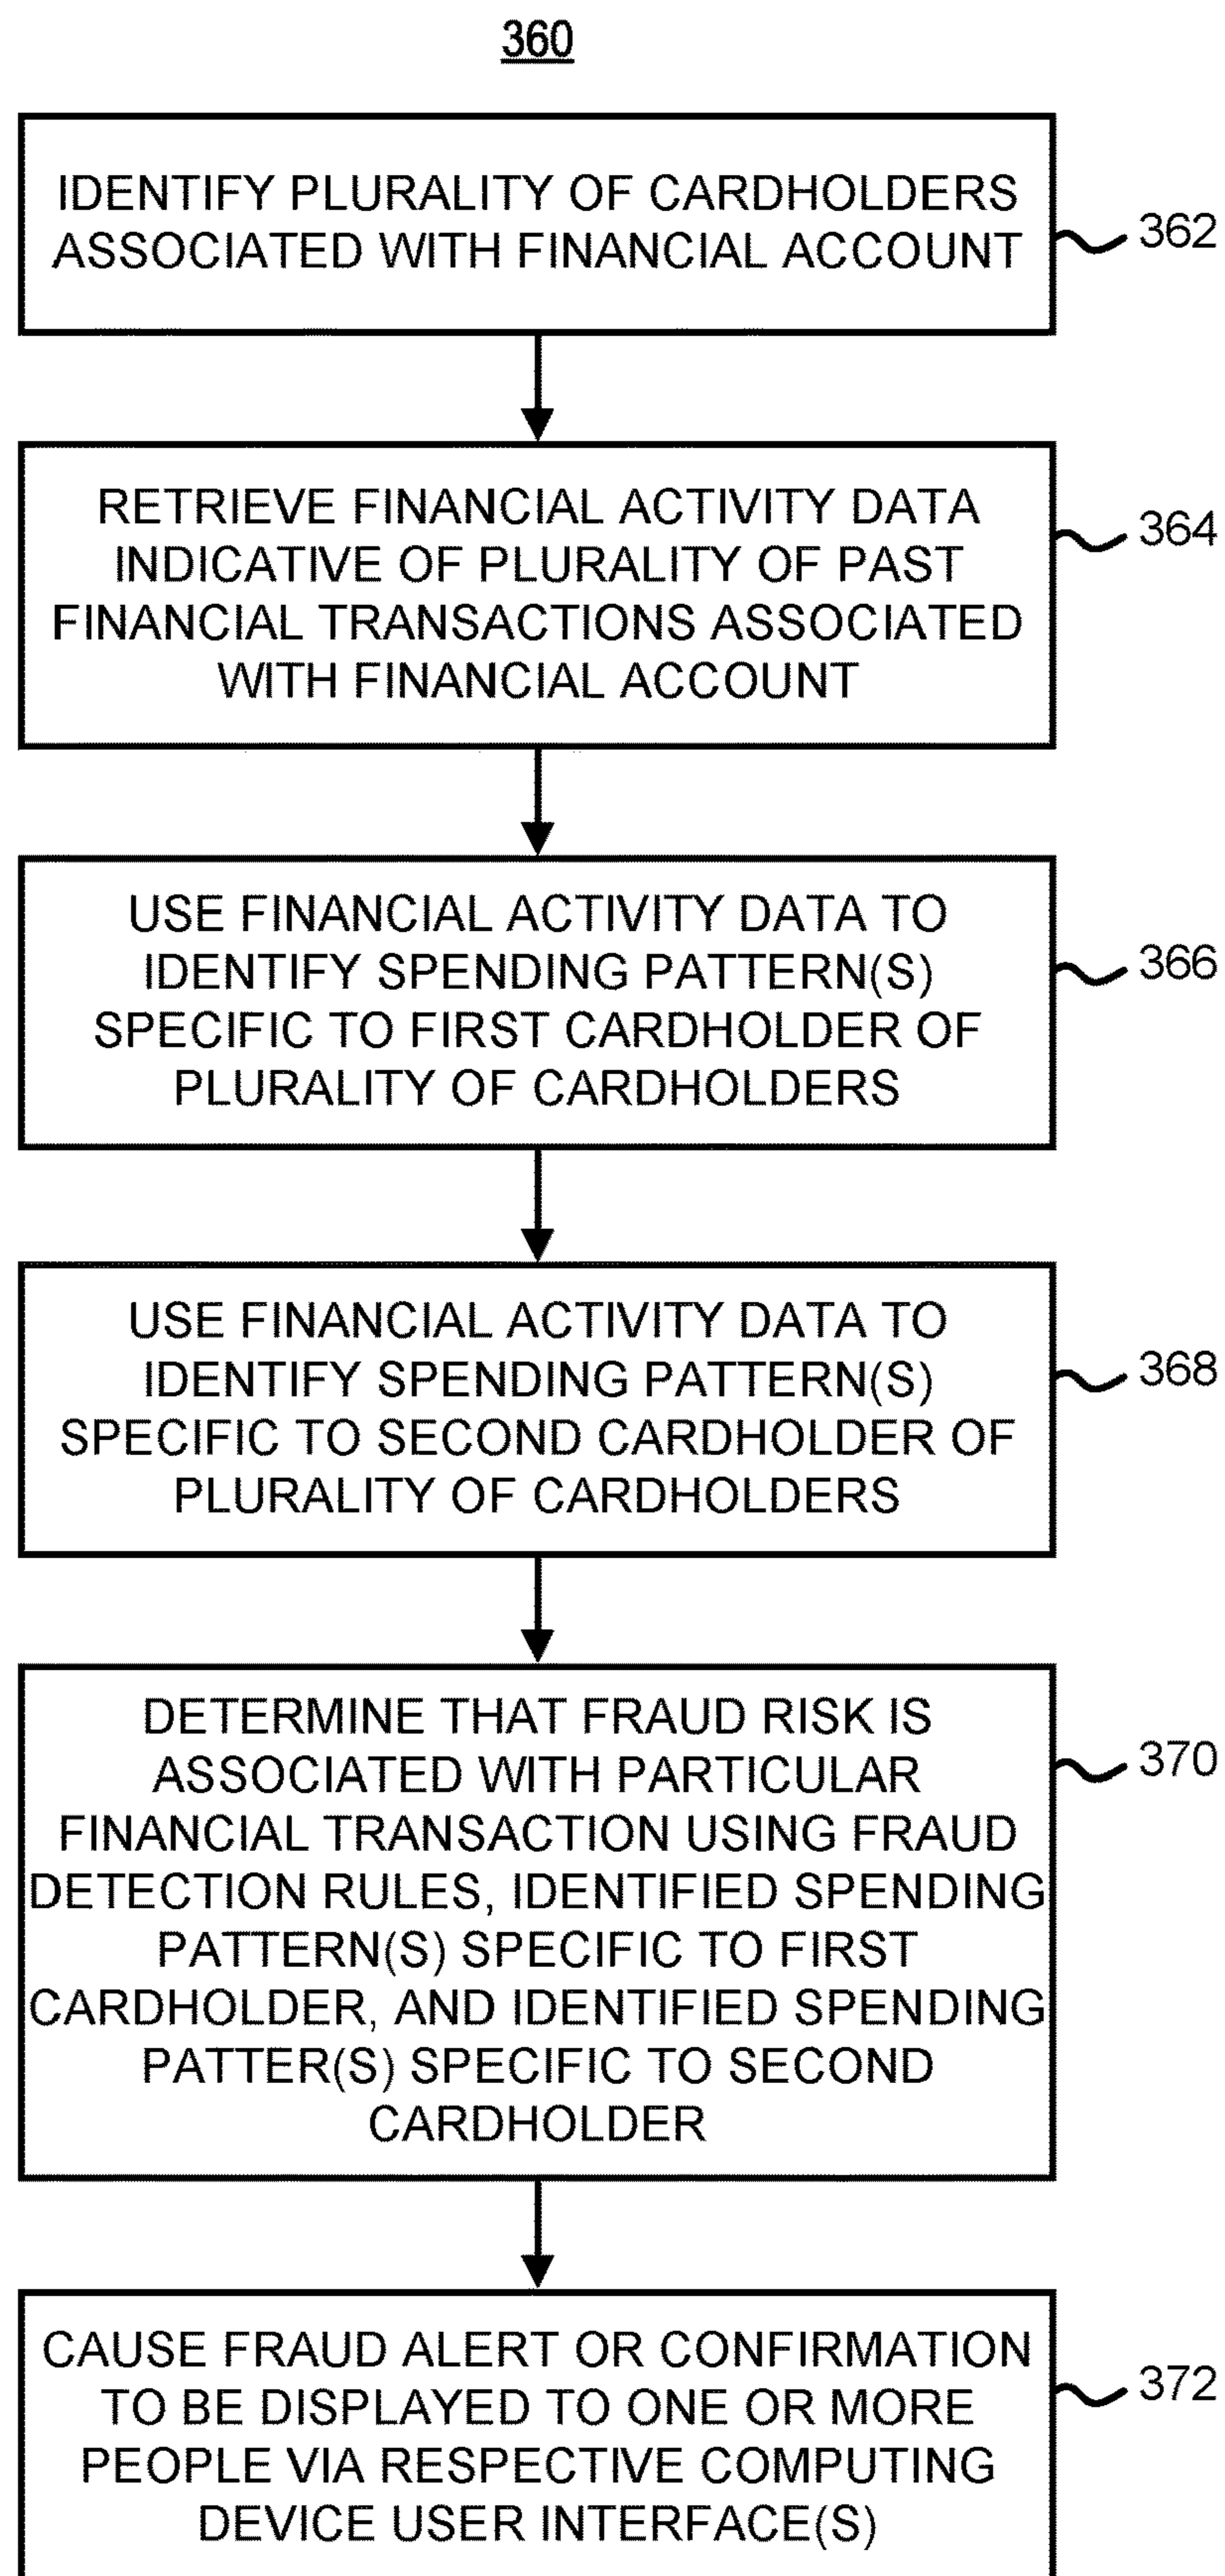 360
IDENTIFY PLURALITY OF CARDHOLDERS
ASSOCIATED WITH FINANCIAL ACCOUNT
362
RETRIEVE FINANCIAL ACTIVITY DATA
INDICATIVE OF PLURALITY OF PAST
FINANCIAL TRANSACTIONS ASSOCIATED
WITH FINANCIAL ACCOUNT
364
USE FINANCIAL ACTIVITY DATA TO
IDENTIFY SPENDING PATTERN(S)
SPECIFIC TO FIRST CARDHOLDER OF
PLURALITY OF CARDHOLDERS
366
USE FINANCIAL ACTIVITY DATA TO
IDENTIFY SPENDING PATTERN(S)
SPECIFIC TO SECOND CARDHOLDER OF
PLURALITY OF CARDHOLDERS
368
DETERMINE THAT FRAUD RISK IS
ASSOCIATED WITH PARTICULAR
FINANCIAL TRANSACTION USING FRAUD
DETECTION RULES, IDENTIFIED SPENDING
PATTERN(S) SPECIFIC TO FIRST
CARDHOLDER, AND IDENTIFIED SPENDING
PATTER(S) SPECIFIC TO SECOND
CARDHOLDER
370
CAUSE FRAUD ALERT OR CONFIRMATION
TO BE DISPLAYED TO ONE OR MORE
PEOPLE VIA RESPECTIVE COMPUTING
DEVICE USER INTERFACE(S)
372